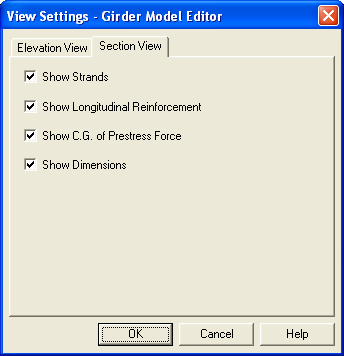 View Settings - Girder Model Editor
Elevation View
Section View
Show Strands
Show Longitudinal Reinforcement
Show C.G. of Prestress Force
Show Dimensions
OK
Cancel
Help